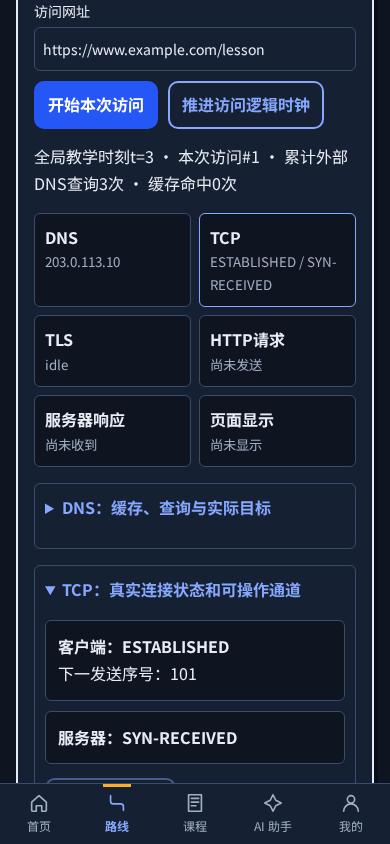 访问网址
https://www.example.com/lesson
开始本次访问
推进访问逻辑时钟
全局教学时刻t=3 · 本次访问#1 · 累计外部
DNS查询3次 · 缓存命中0次
DNS
203.0.113.10
TCP
ESTABLISHED / SYN-
RECEIVED
TLS
idle
HTTP请求
尚未发送
服务器响应
尚未收到
页面显示
尚未显示
▶ DNS：缓存、查询与实际目标
▼ TCP：真实连接状态和可操作通道
客户端：ESTABLISHED
下一发送序号：101
服务器：SYN-RECEIVED
首页
路线
课程
AI 助手
我的